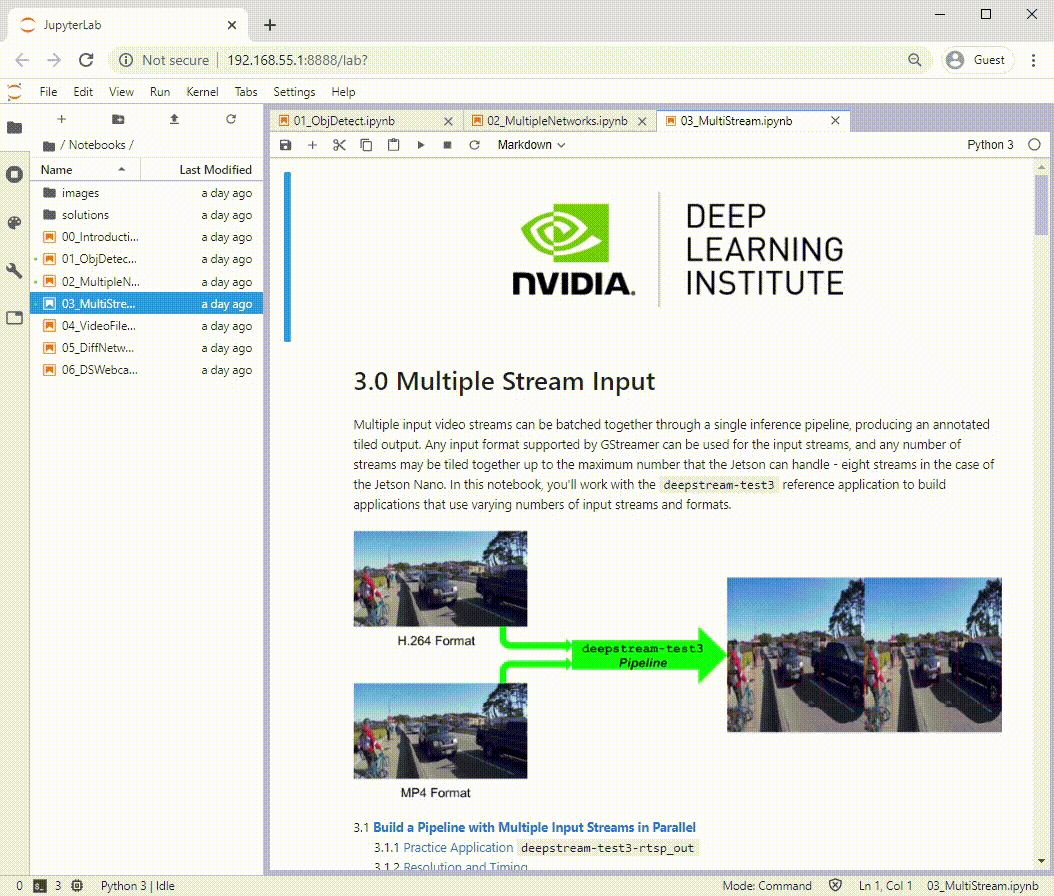 JupyterLab
Not secure | 192.168.55.1:8888/lab?
Guest
File Edit View Run Kernel Tabs Settings Help
01_ObjDetect.ipynb
02_MultipleNetworks.ipynb
03_MultiStream.ipynb
/ Notebooks /
Markdown
Python 3
Name Last Modified
images a day ago
solutions a day ago
00_Introducti... a day ago
01_ObjDetec... a day ago
02_MultipleN... a day ago
03_MultiStre... a day ago
04_VideoFile... a day ago
05_DiffNetw... a day ago
06_DSWebca... a day ago
NVIDIA.
DEEP
LEARNING
INSTITUTE
3.0 Multiple Stream Input
Multiple input video streams can be batched together through a single inference pipeline, producing an annotated
tiled output. Any input format supported by GStreamer can be used for the input streams, and any number of
streams may be tiled together up to the maximum number that the Jetson can handle - eight streams in the case of
the Jetson Nano. In this notebook, you'll work with the deepstream-test3 reference application to build
applications that use varying numbers of input streams and formats.
H.264 Format
deepstream-test3
Pipeline
MP4 Format
3.1 Build a Pipeline with Multiple Input Streams in Parallel
3.1.1 Practice Application deepstream-test3-rtsp_out
3.1.2 Resolution and Timing
0 3 Python 3 | Idle
Mode: Command Ln 1, Col 1 03_MultiStream.ipynb